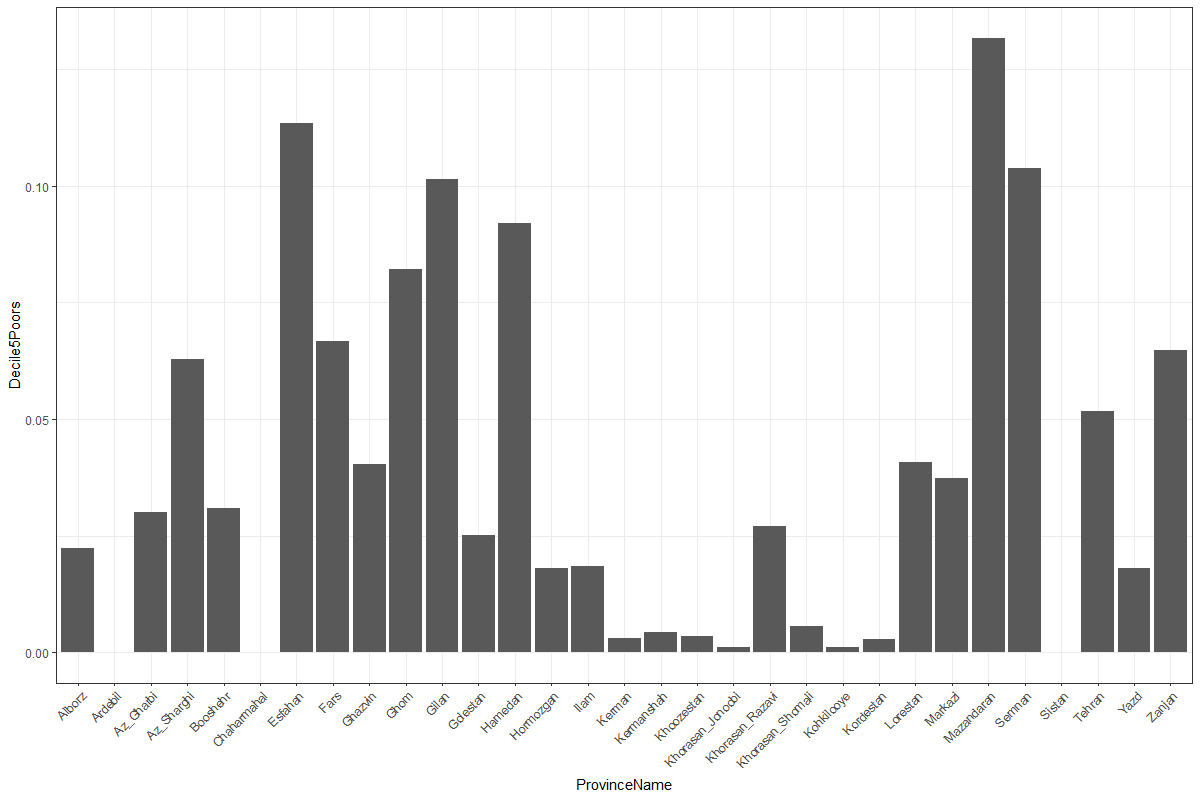 Decile5Poors
0.10
0.05
0.00
Alborz
Ardebil
Az_Gharbi
Az_Sharghi
Booshehr
Chaharmahal
Esfahan
Fars
Ghazvin
Ghom
Gilan
Golestan
Hamedan
Hormozgan
Ilam
Kerman
Kermanshah
Khoozestan
Khorasan_Jonoobi
Khorasan_Razavi
Khorasan_Shomali
Kohkilooye
Kordestan
Lorestan
Markazi
Mazandaran
Semnan
Sistan
Tehran
Yazd
Zanjan
ProvinceName